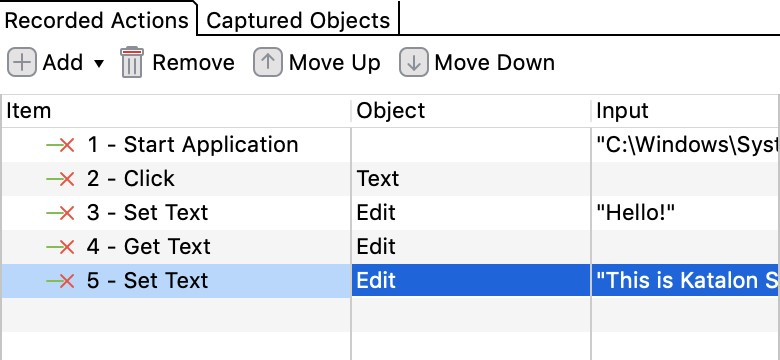 Recorded Actions Captured Objects
Add Remove Move Up Move Down
Item Object Input
1 - Start Application "C:\Windows\Syst
2 - Click Text
3 - Set Text Edit "Hello!"
4 - Get Text Edit
5 - Set Text Edit "This is Katalon S